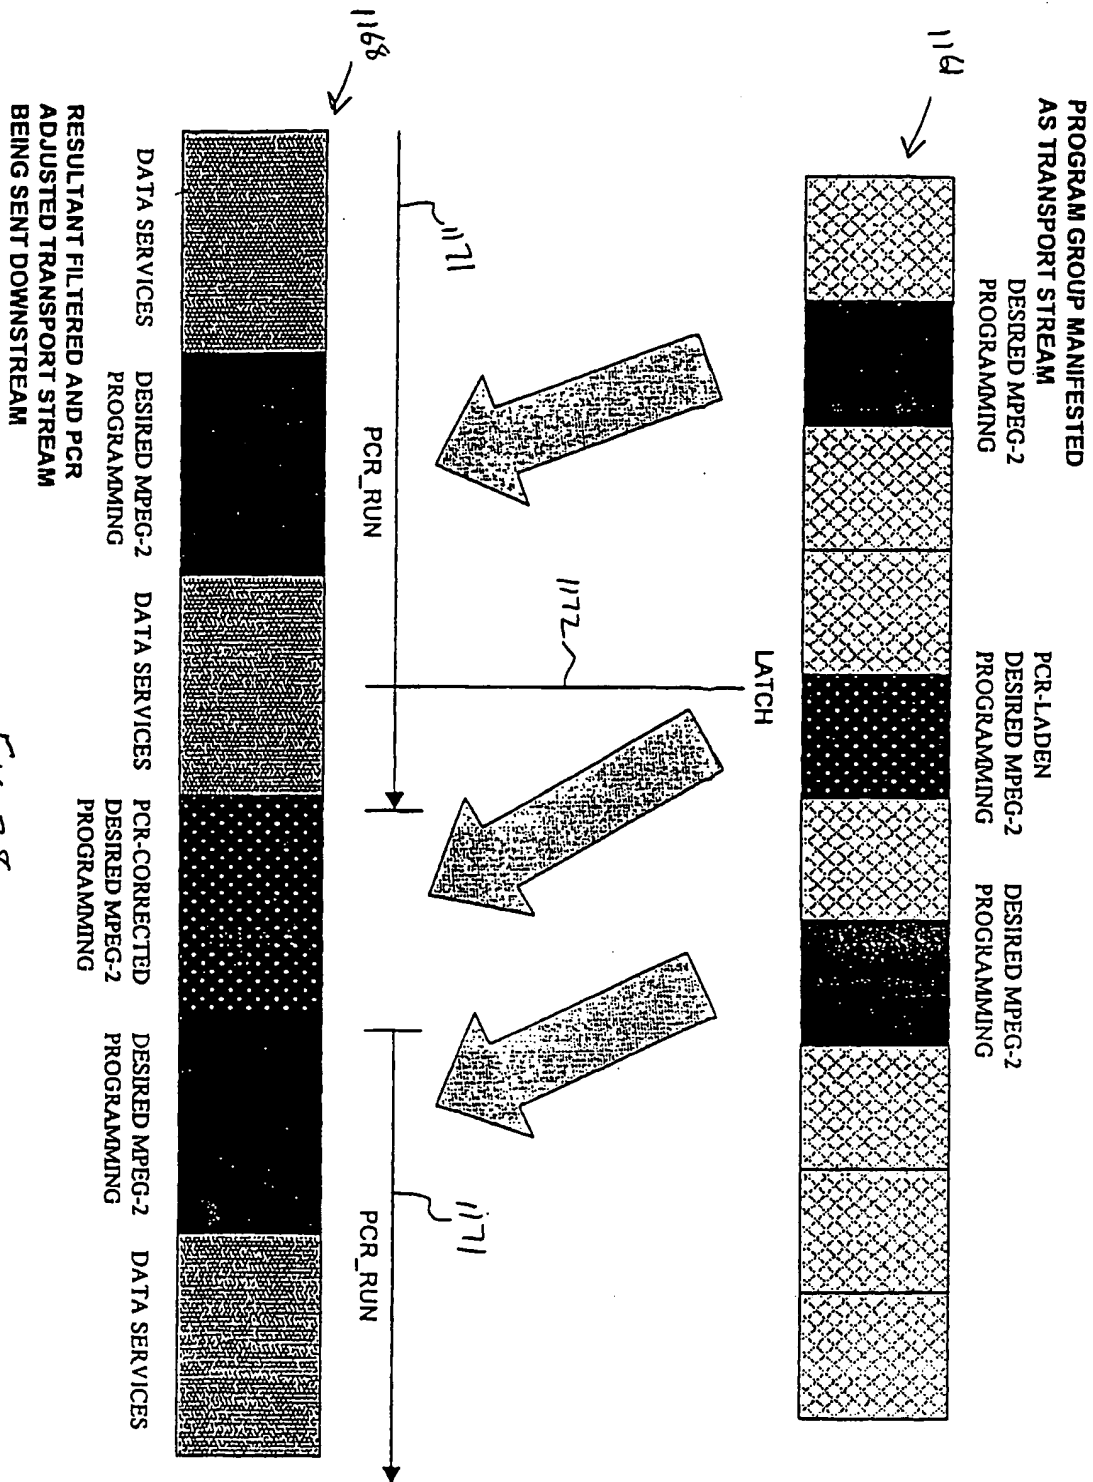 PROGRAM GROUP MANIFESTED
AS TRANSPORT STREAM
DESIRED MPEG-2
PROGRAMMING
PCR-LADEN
DESIRED MPEG-2
PROGRAMMING
DESIRED MPEG-2
PROGRAMMING
1161
LATCH
1172
1171
PCR_RUN
1171
PCR_RUN
1168
DATA SERVICES
DESIRED MPEG-2
PROGRAMMING
DATA SERVICES
PCR-CORRECTED
DESIRED MPEG-2
PROGRAMMING
DESIRED MPEG-2
PROGRAMMING
DATA SERVICES
RESULTANT FILTERED AND PCR
ADJUSTED TRANSPORT STREAM
BEING SENT DOWNSTREAM